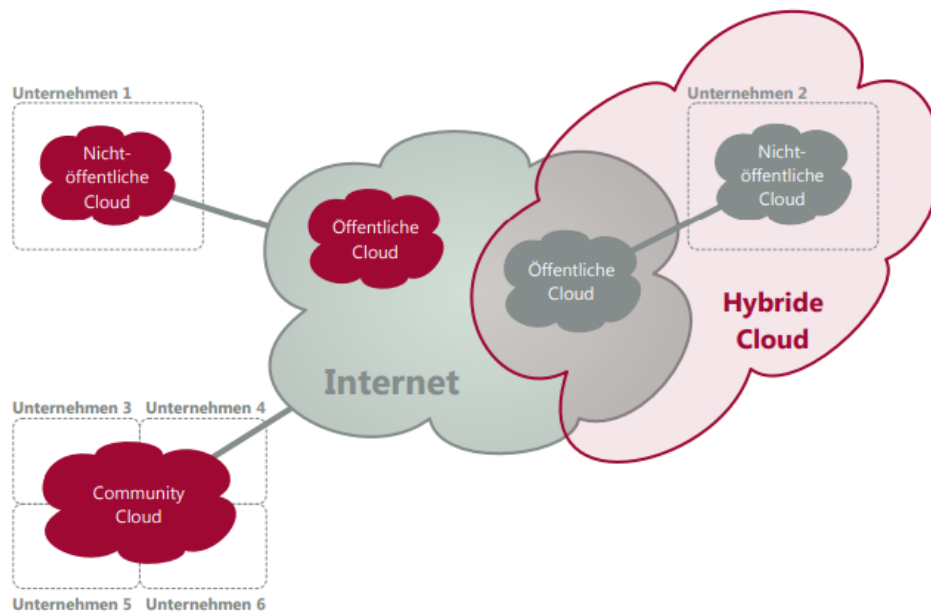 Unternehmen 1
Nicht-
öffentliche
Cloud
Öffentliche
Cloud
Internet
Unternehmen 2
Nicht-
öffentliche
Cloud
Öffentliche
Cloud
Hybride
Cloud
Unternehmen 3
Unternehmen 4
Community
Cloud
Unternehmen 5
Unternehmen 6